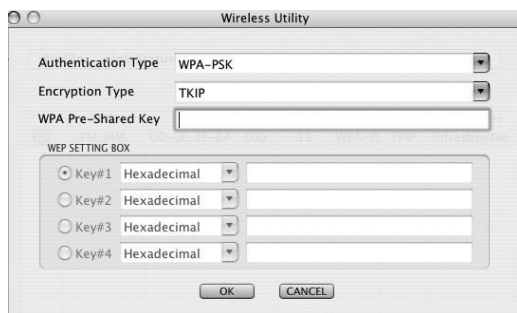 Wireless Utility
Authentication Type WPA-PSK
Encryption Type TKIP
WPA Pre-Shared Key
WEP SETTING BOX
Key#1 Hexadecimal
Key#2 Hexadecimal
Key#3 Hexadecimal
Key#4 Hexadecimal
OK CANCEL